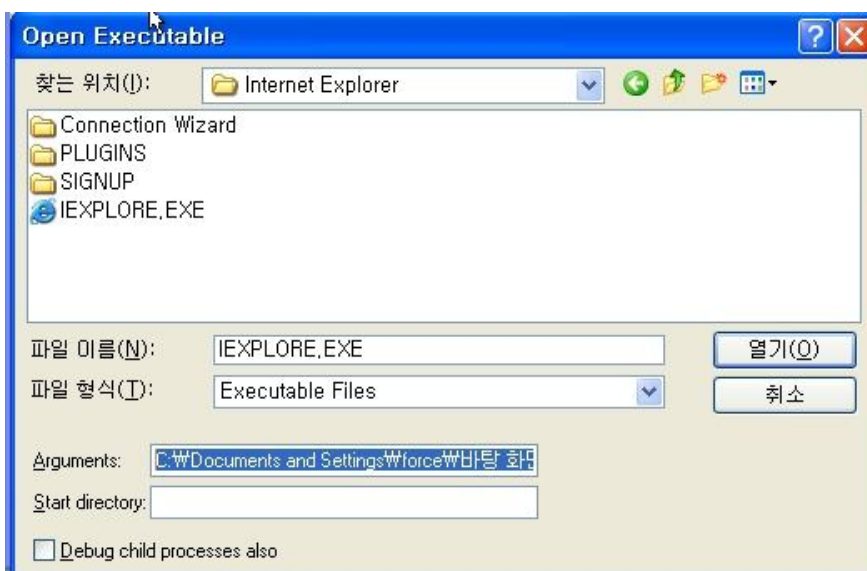 Open Executable
찾는 위치(I):
Internet Explorer
Connection Wizard
PLUGINS
SIGNUP
IEXPLORE.EXE
파일 이름(N):
IEXPLORE.EXE
열기(O)
파일 형식(T):
Executable Files
취소
Arguments:
C:₩Documents and Settings₩force₩바탕
Start directory:
Debug child processes also